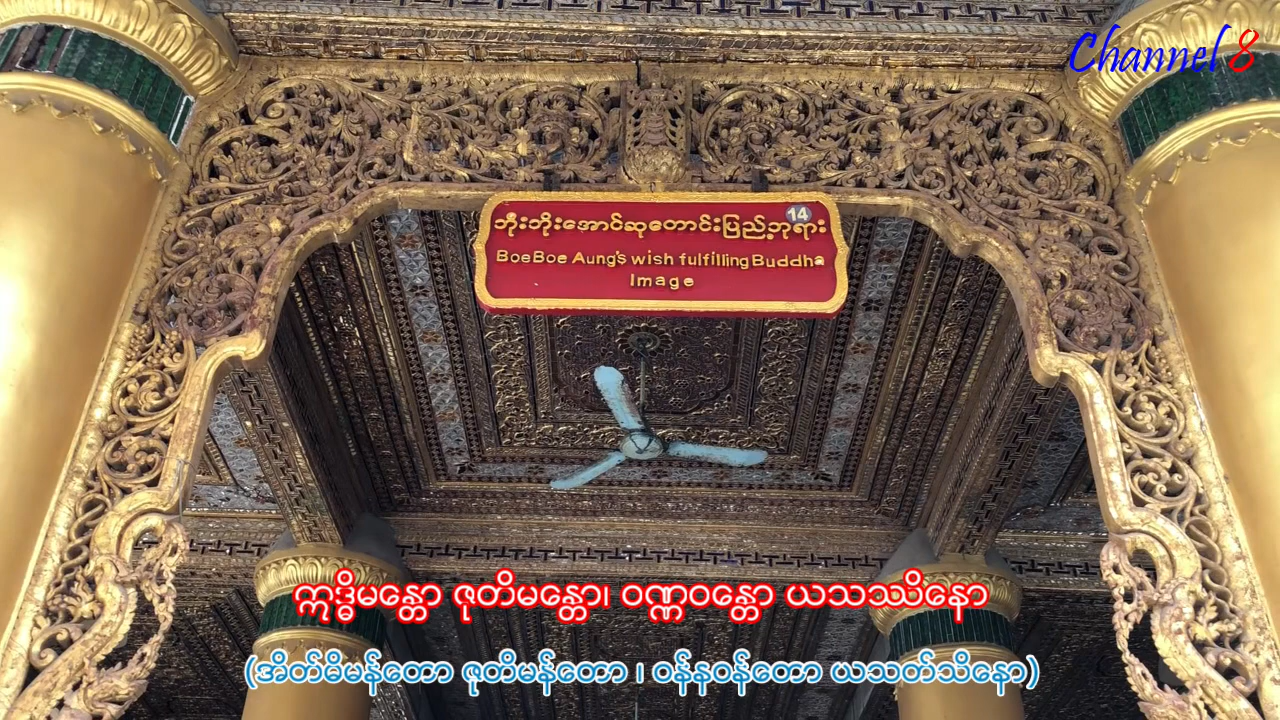 Channel 8
14
ဘိုးဘိုးအောင်ဆုတောင်းပြည့်ဘုရား
BoeBoe Aung's wish fulfilling Buddha
Image
ဣဒ္ဓိမန္တော ဇုတိမန္တော၊ ဝဏ္ဏဝန္တော ယသဿိနော
(အိတ်ဓိမန်တော ဇုတိမန်တော ၊ ဝန်နဝန်တော ယသတ်သိနော)